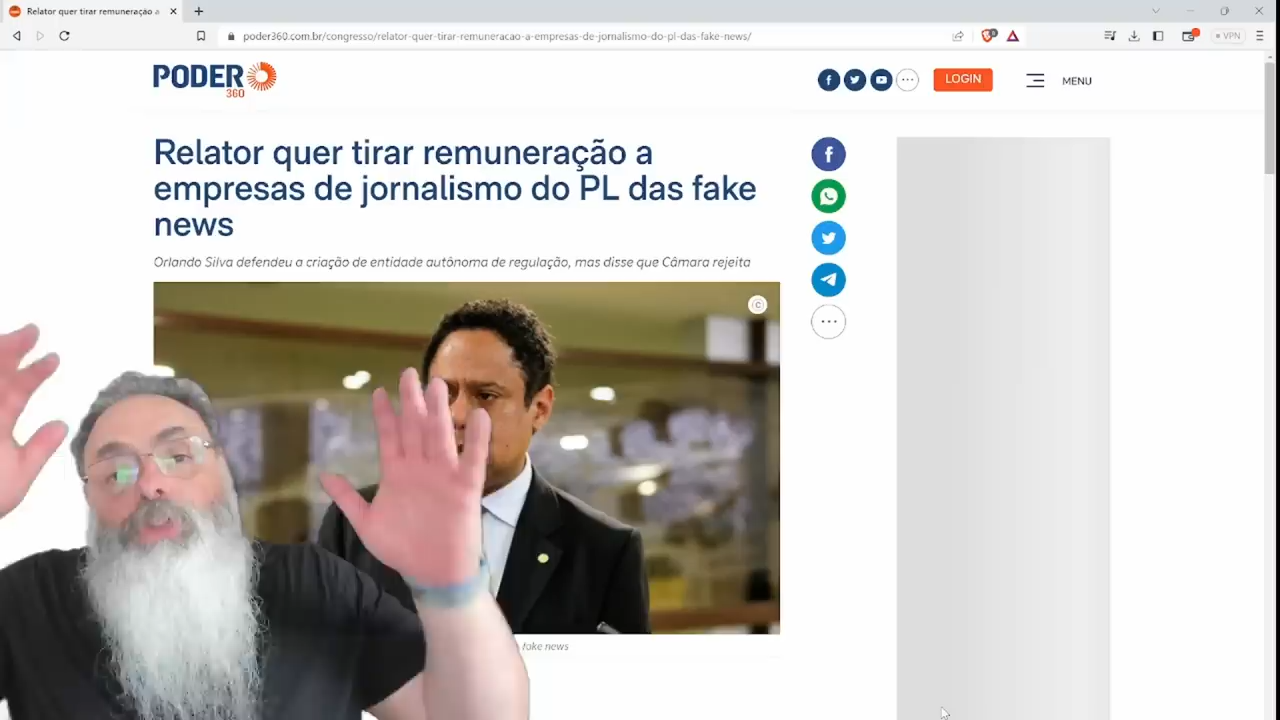 Relator quer tirar remuneração a
poder360.com.br/congresso/relator-quer-tirar-remuneracao-a-empresas-de-jornalismo-do-pl-das-fake-news/
VPN
PODER
360
LOGIN
MENU
Relator quer tirar remuneração a
empresas de jornalismo do PL das fake
news
Orlando Silva defendeu a criação de entidade autônoma de regulação, mas disse que Câmara rejeita
fake news